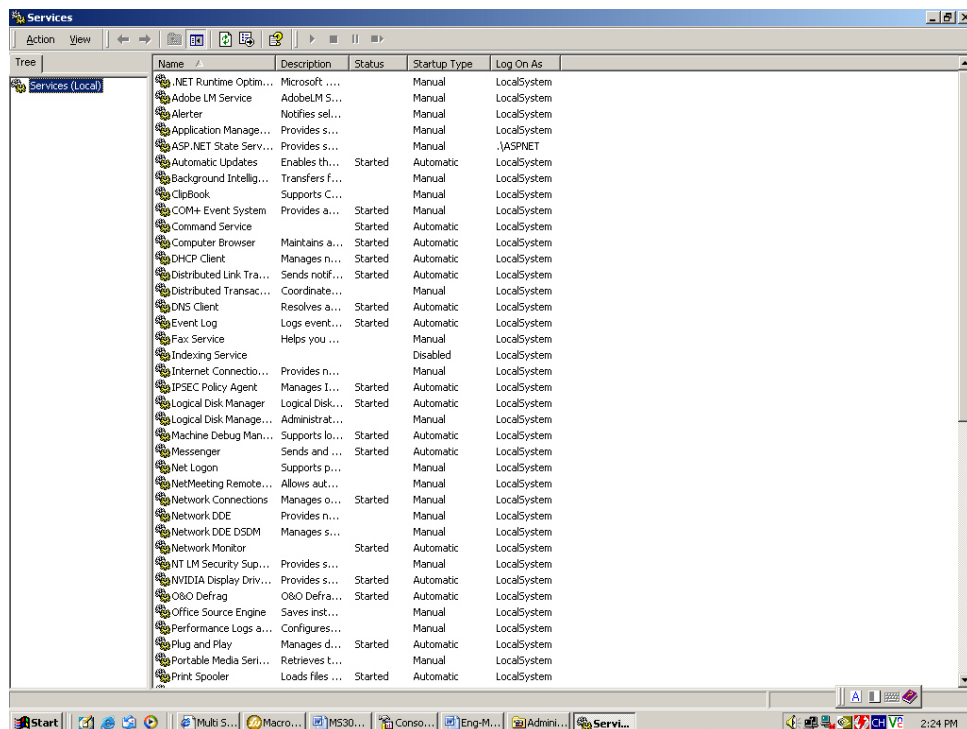 Services
Action View
Tree
Services (Local)
Name Description Status Startup Type Log On As
.NET Runtime Optim... Microsoft .... Manual LocalSystem
Adobe LM Service AdobeLM S... Manual LocalSystem
Alerter Notifies sel... Manual LocalSystem
Application Manage... Provides s... Manual LocalSystem
ASP.NET State Serv... Provides s... Manual .\ASPNET
Automatic Updates Enables th... Started Automatic LocalSystem
Background Intellig... Transfers f... Manual LocalSystem
ClipBook Supports C... Manual LocalSystem
COM+ Event System Provides a... Started Manual LocalSystem
Command Service Started Automatic LocalSystem
Computer Browser Maintains a... Started Automatic LocalSystem
DHCP Client Manages n... Started Automatic LocalSystem
Distributed Link Tra... Sends notif... Started Automatic LocalSystem
Distributed Transac... Coordinate... Manual LocalSystem
DNS Client Resolves a... Started Automatic LocalSystem
Event Log Logs event... Started Automatic LocalSystem
Fax Service Helps you ... Manual LocalSystem
Indexing Service Disabled LocalSystem
Internet Connectio... Provides n... Manual LocalSystem
IPSEC Policy Agent Manages I... Started Automatic LocalSystem
Logical Disk Manager Logical Disk... Started Automatic LocalSystem
Logical Disk Manage... Administrat... Manual LocalSystem
Machine Debug Man... Supports lo... Started Automatic LocalSystem
Messenger Sends and ... Started Automatic LocalSystem
Net Logon Supports p... Manual LocalSystem
NetMeeting Remote... Allows aut... Manual LocalSystem
Network Connections Manages o... Started Manual LocalSystem
Network DDE Provides n... Manual LocalSystem
Network DDE DSDM Manages s... Manual LocalSystem
Network Monitor Started Automatic LocalSystem
NT LM Security Sup... Provides s... Manual LocalSystem
NVIDIA Display Driv... Provides s... Started Automatic LocalSystem
O&O Defrag O&O Defra... Started Automatic LocalSystem
Office Source Engine Saves inst... Manual LocalSystem
Performance Logs a... Configures... Manual LocalSystem
Plug and Play Manages d... Started Automatic LocalSystem
Portable Media Seri... Retrieves t... Manual LocalSystem
Print Spooler Loads files ... Started Automatic LocalSystem
A
Start Multi S... Macro... MS30... Conso... Eng-M... Admini... Servi... CH 2:24 PM